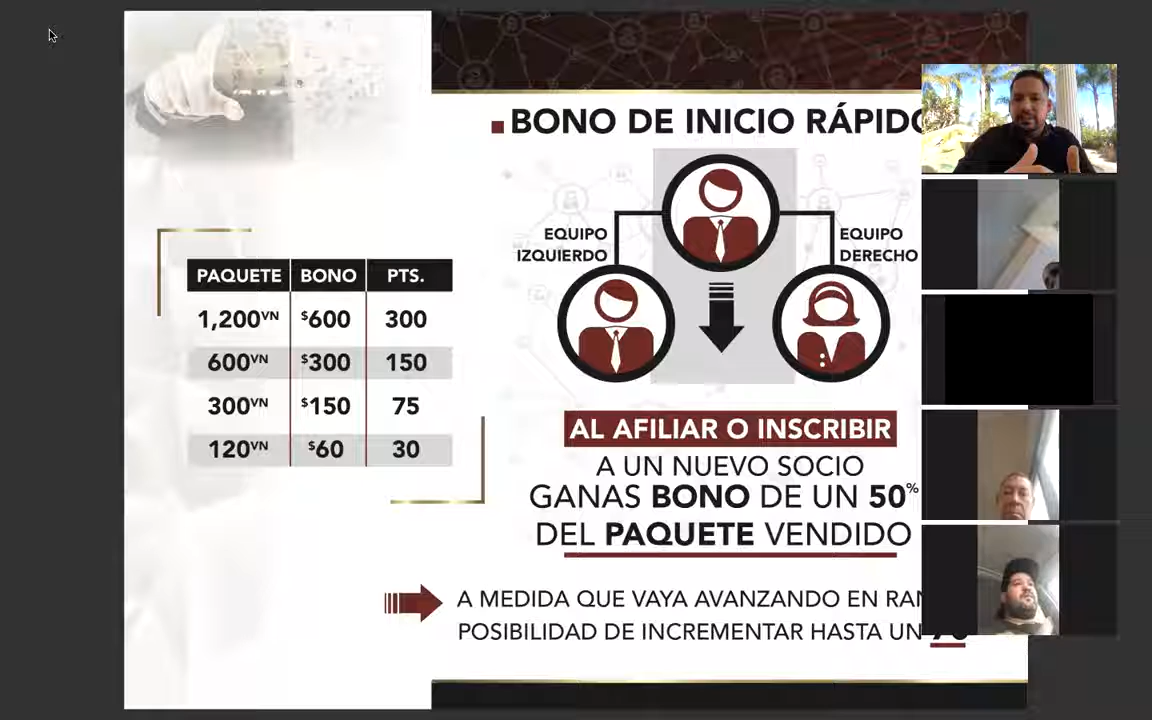 BONO DE INICIO RÁPIDO
EQUIPO
IZQUIERDO
EQUIPO
DERECHO
PAQUETE BONO PTS.
1,200VN $600 300
600VN $300 150
300VN $150 75
120VN $60 30
AL AFILIAR O INSCRIBIR
A UN NUEVO SOCIO
GANAS BONO DE UN 50%
DEL PAQUETE VENDIDO
A MEDIDA QUE VAYA AVANZANDO EN
POSIBILIDAD DE INCREMENTAR HASTA UN